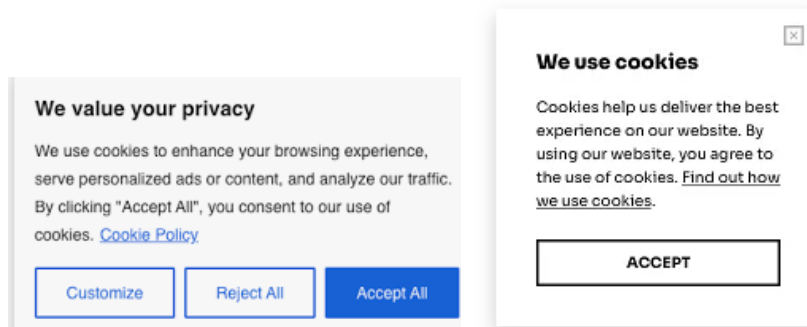 We value your privacy
We use cookies to enhance your browsing experience,
serve personalized ads or content, and analyze our traffic.
By clicking "Accept All", you consent to our use of
cookies. Cookie Policy
Customize
Reject All
Accept All
We use cookies
Cookies help us deliver the best
experience on our website. By
using our website, you agree to
the use of cookies. Find out how
we use cookies.
ACCEPT